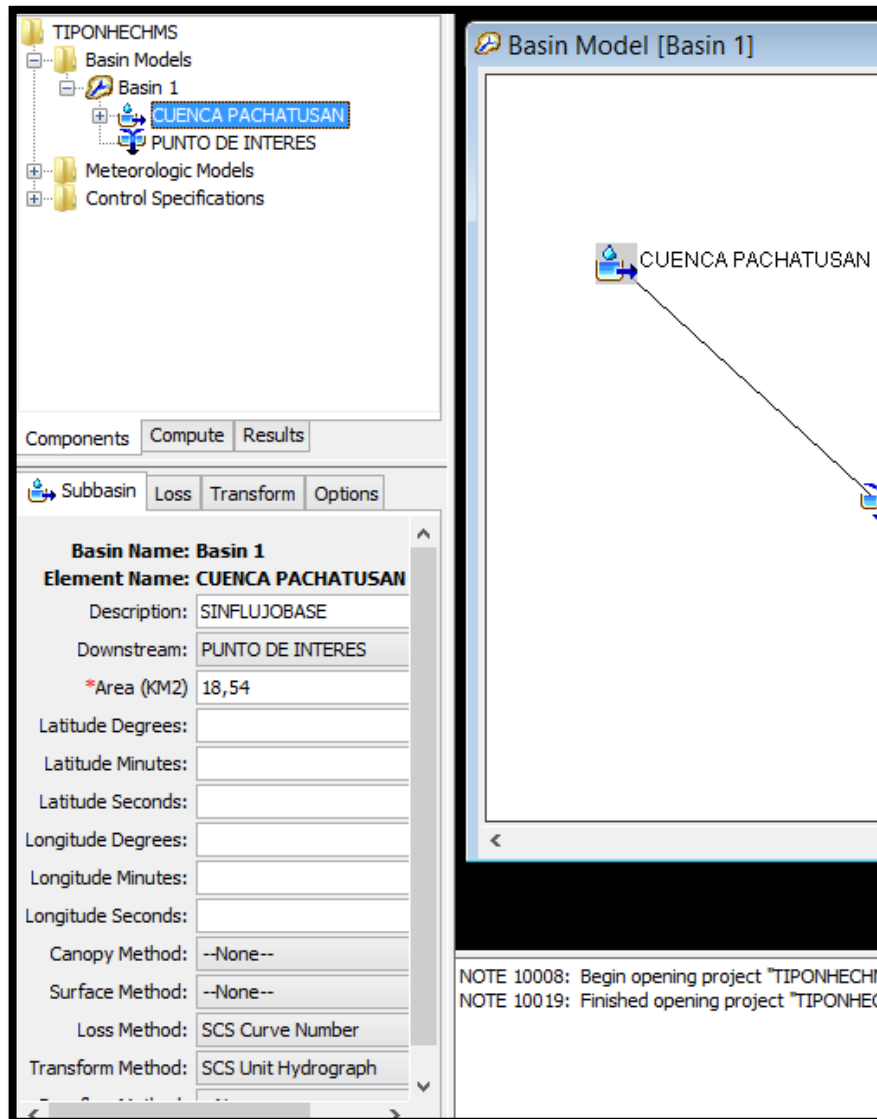 TIPONHECHMS
Basin Models
Basin 1
CUENCA PACHATUSAN
PUNTO DE INTERES
Meteorologic Models
Control Specifications
Components Compute Results
Subbasin Loss Transform Options
Basin Name: Basin 1
Element Name: CUENCA PACHATUSAN
Description: SINFLUJOBASE
Downstream: PUNTO DE INTERES
*Area (KM2) 18,54
Latitude Degrees:
Latitude Minutes:
Latitude Seconds:
Longitude Degrees:
Longitude Minutes:
Longitude Seconds:
Canopy Method: --None--
Surface Method: --None--
Loss Method: SCS Curve Number
Transform Method: SCS Unit Hydrograph
Basin Model [Basin 1]
CUENCA PACHATUSAN
NOTE 10008: Begin opening project "TIPONHECHM
NOTE 10019: Finished opening project "TIPONHEC